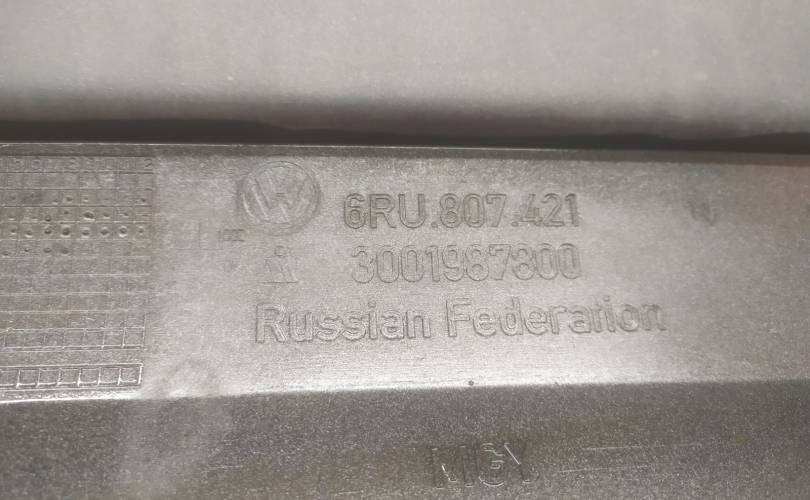 6RU.807.421
3001987800
Russian Federation